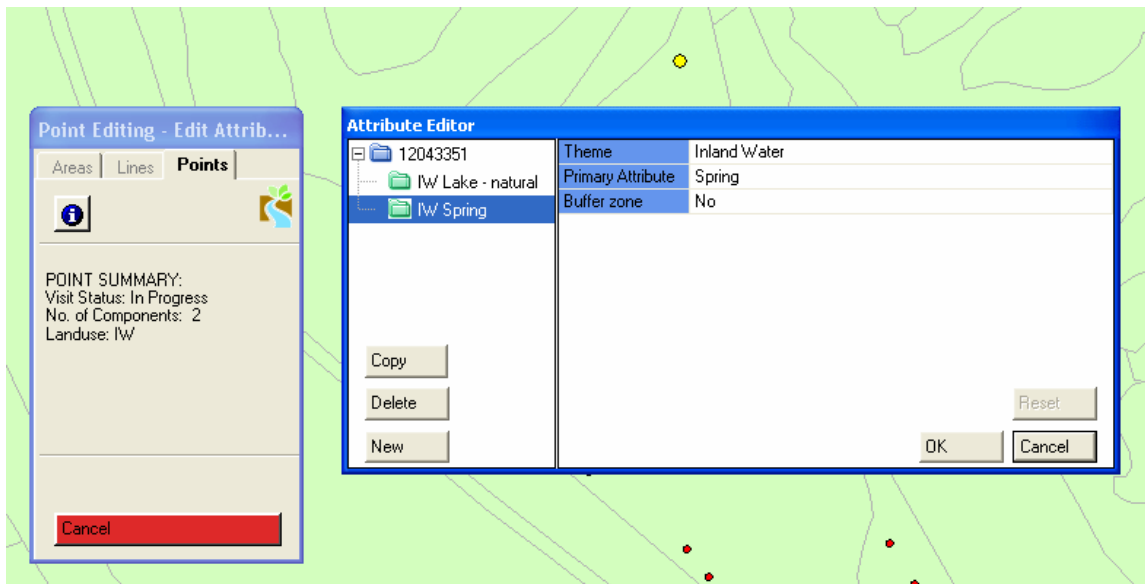 Point Editing - Edit Attrib...
Areas Lines Points
POINT SUMMARY:
Visit Status: In Progress
No. of Components: 2
Landuse: IW
Cancel
Attribute Editor
12043351
IW Lake - natural
IW Spring
Theme Inland Water
Primary Attribute Spring
Buffer zone No
Copy
Delete
New
Reset
OK Cancel